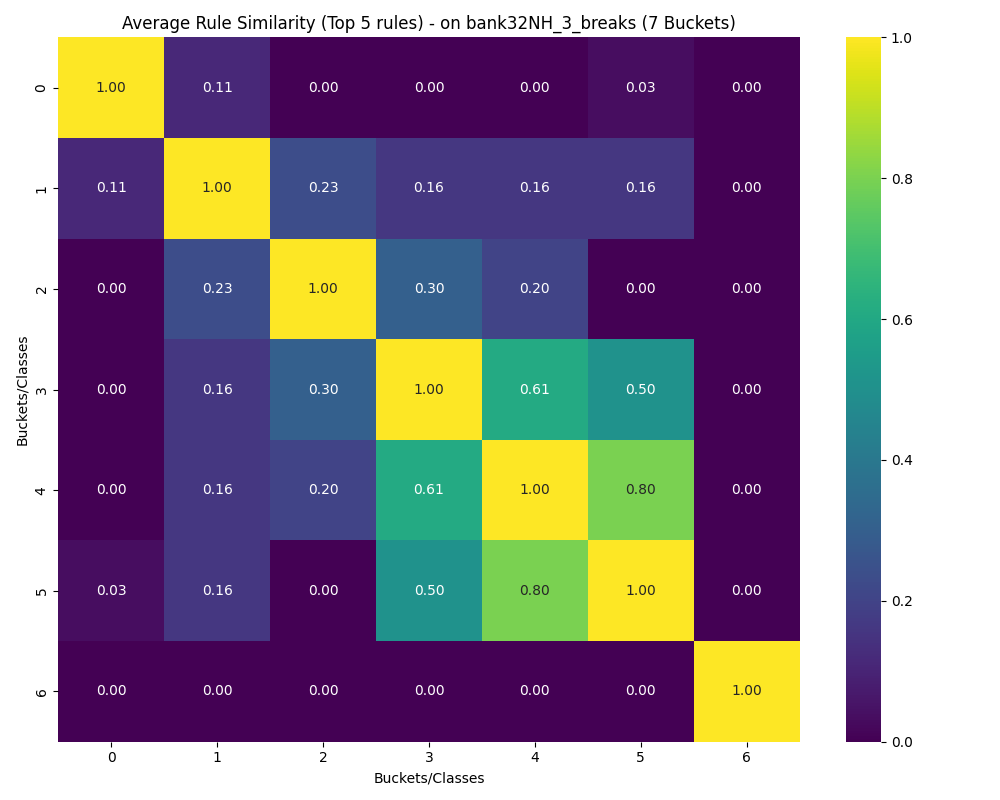 Average Rule Similarity (Top 5 rules) - on bank32NH_3_breaks (7 Buckets)
0 1.00 0.11 0.00 0.00 0.00 0.03 0.00
1 0.11 1.00 0.23 0.16 0.16 0.16 0.00
2 0.00 0.23 1.00 0.30 0.20 0.00 0.00
3 0.00 0.16 0.30 1.00 0.61 0.50 0.00
4 0.00 0.16 0.20 0.61 1.00 0.80 0.00
5 0.03 0.16 0.00 0.50 0.80 1.00 0.00
6 0.00 0.00 0.00 0.00 0.00 0.00 1.00
0 1 2 3 4 5 6
Buckets/Classes
Buckets/Classes
1.0
0.8
0.6
0.4
0.2
0.0